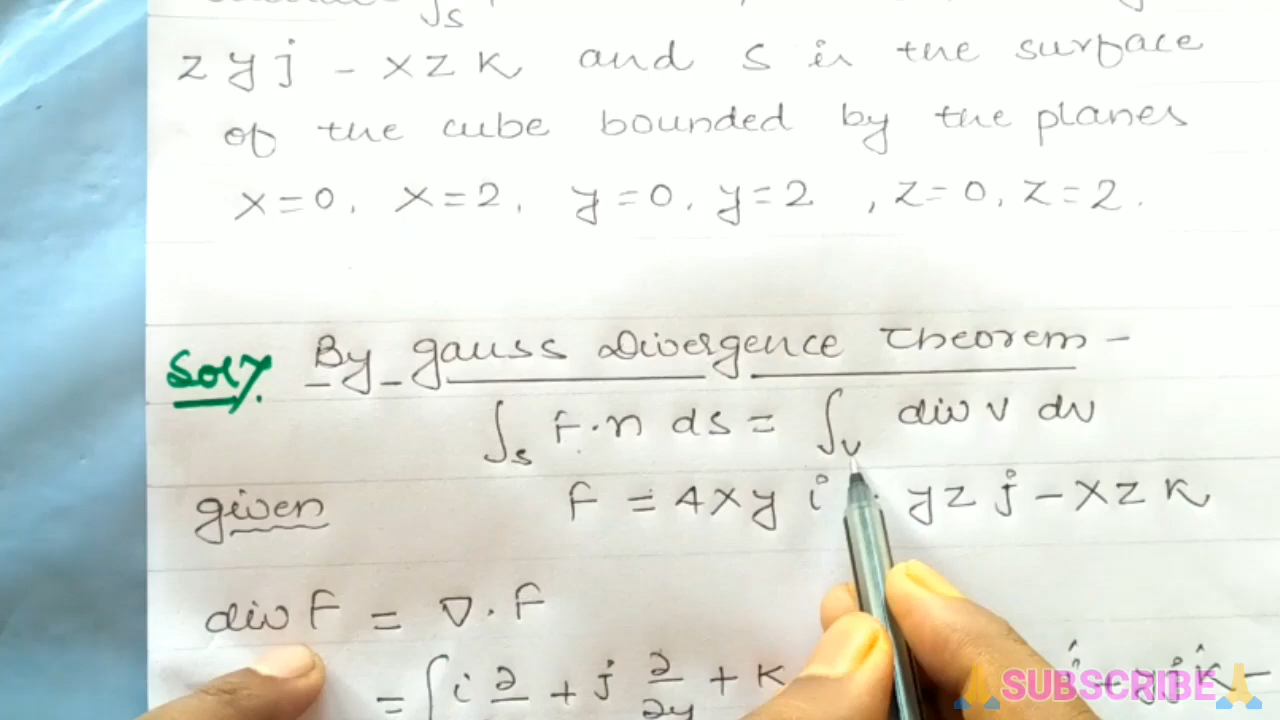 ∫s
z y j - x z k and s is the surface
of the cube bounded by the planes
x=0, x=2, y=0, y=2, z=0, z=2.
Soly. By gauss Divergence Theorem -
∫s F.n ds = ∫v div v dv
given F = 4xy i yz j - xz k
div F = ∇.F
= [i ∂ + j ∂/∂y + k
SUBSCRIBE